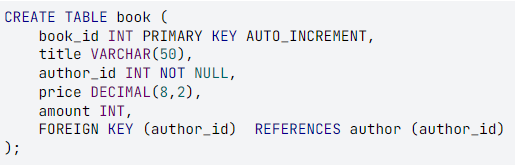 CREATE TABLE book (
    book_id INT PRIMARY KEY AUTO_INCREMENT,
    title VARCHAR(50),
    author_id INT NOT NULL,
    price DECIMAL(8,2),
    amount INT,
    FOREIGN KEY (author_id)  REFERENCES author (author_id)
);